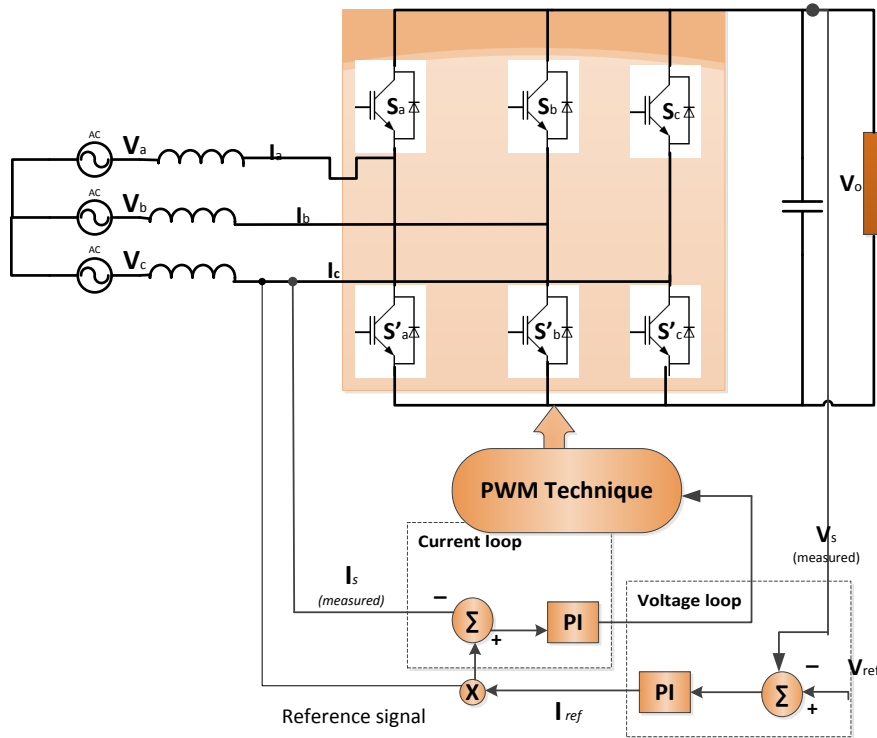 AC
Va
Ia
AC
Vb
Ib
AC
Vc
Ic
Sa
Sb
Sc
S'a
S'b
S'c
Vo
PWM Technique
Current loop
Is
(measured)
−
Σ
+
PI
Vs
(measured)
Voltage loop
−
Vref
X
PI
Σ
+
Reference signal
Iref